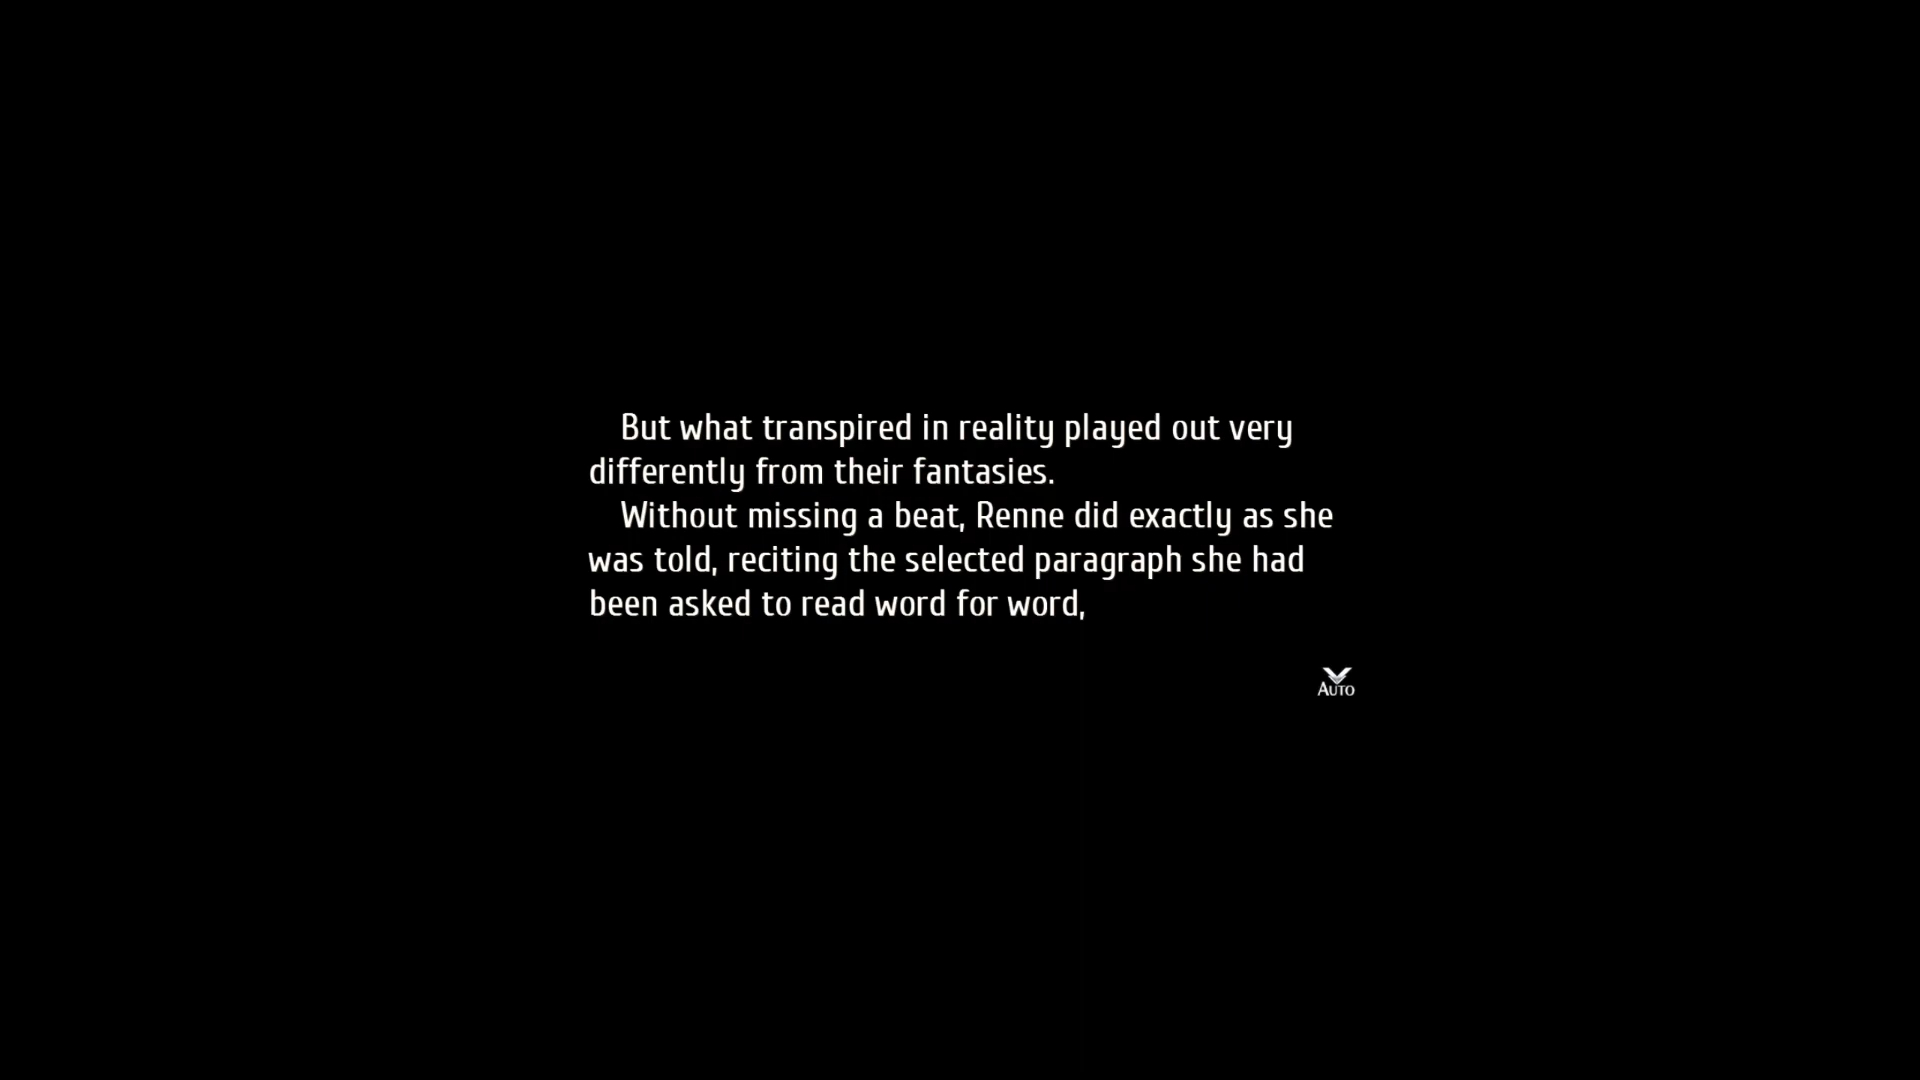 But what transpired in reality played out very
differently from their fantasies.
Without missing a beat, Renne did exactly as she
was told, reciting the selected paragraph she had
been asked to read word for word,
AUTO